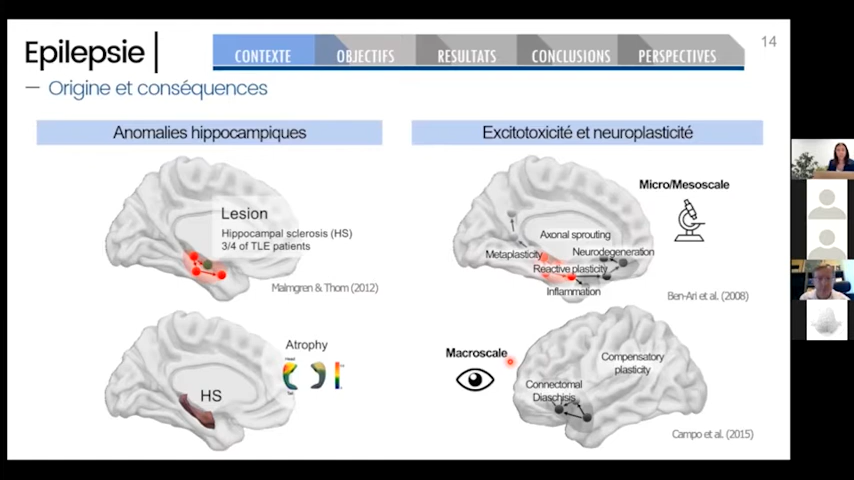 Epilepsie
CONTEXTE
OBJECTIFS
RESULTATS
CONCLUSIONS
PERSPECTIVES
14
Origine et conséquences
Anomalies hippocampiques
Lesion
Hippocampal sclerosis (HS)
3/4 of TLE patients
Malmgren & Thom (2012)
Atrophy
Head
HS
Excitotoxicité et neuroplasticité
Micro/Mesoscale
Axonal sprouting
Metaplasticity
Neurodegeneration
Reactive plasticity
Inflammation
Ben-Ari et al. (2008)
Macroscale
Compensatory
plasticity
Connectomal
Diaschisis
Campo et al. (2015)